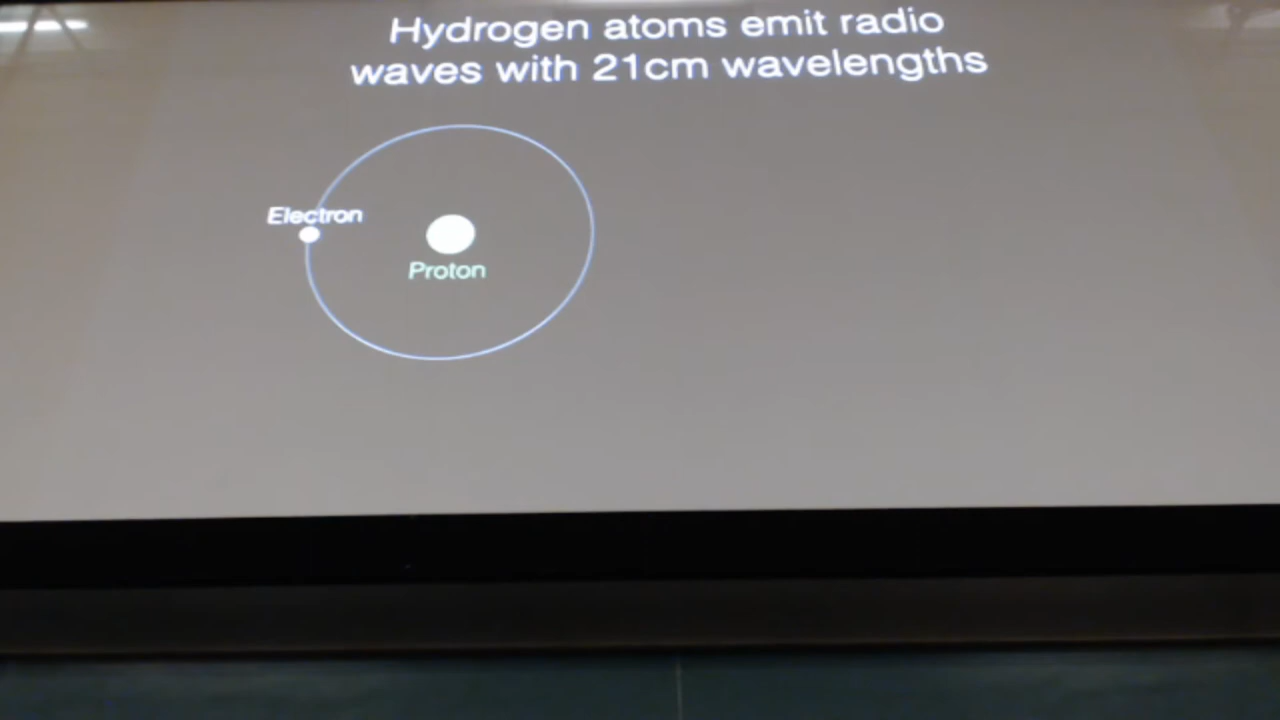 Hydrogen atoms emit radio
waves with 21cm wavelengths
Electron
Proton